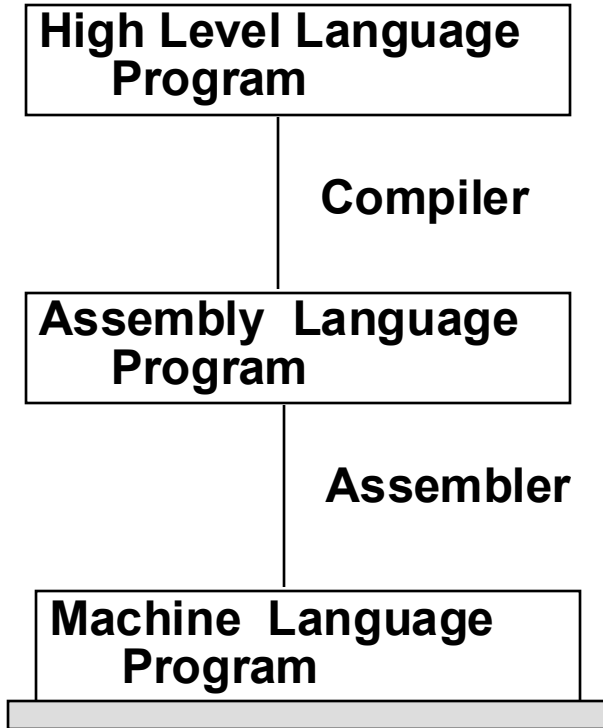 High Level Language
Program
Compiler
Assembly Language
Program
Assembler
Machine Language
Program